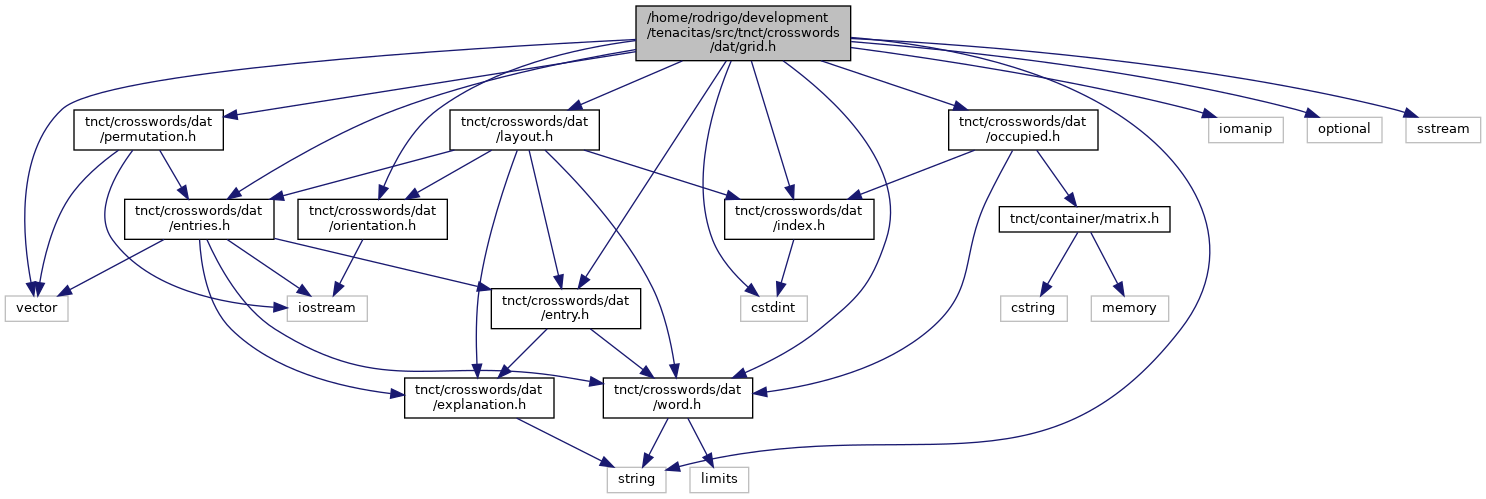 /home/rodrigo/development
/tenacitas/src/tnct/crosswords
/dat/grid.h
tnct/crosswords/dat
/permutation.h
tnct/crosswords/dat
/layout.h
tnct/crosswords/dat
/occupied.h
iomanip
optional
sstream
tnct/crosswords/dat
/entries.h
tnct/crosswords/dat
/orientation.h
tnct/crosswords/dat
/index.h
tnct/container/matrix.h
vector
iostream
tnct/crosswords/dat
/entry.h
cstdint
cstring
memory
tnct/crosswords/dat
/explanation.h
tnct/crosswords/dat
/word.h
string
limits